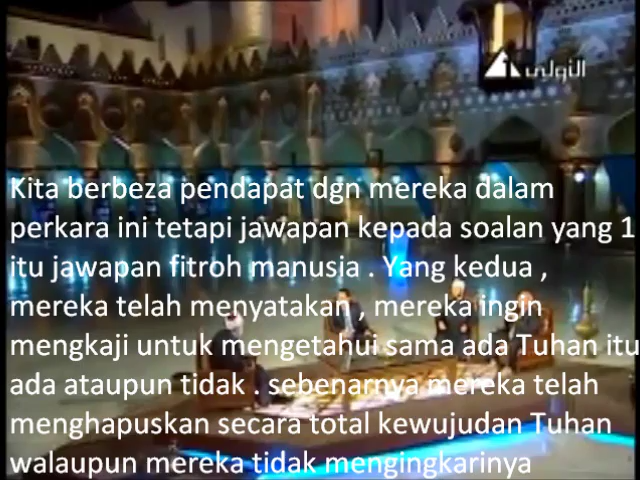 الأولى
Kita berbeza pendapat dgn mereka dalam
perkara ini tetapi jawapan kepada soalan yang 1
itu jawapan fitroh manusia . Yang kedua ,
mereka telah menyatakan , mereka ingin
mengkaji untuk mengetahui sama ada Tuhan itu
ada ataupun tidak . sebenarnya mereka telah
menghapuskan secara total kewujudan Tuhan
walaupun mereka tidak mengingkarinya